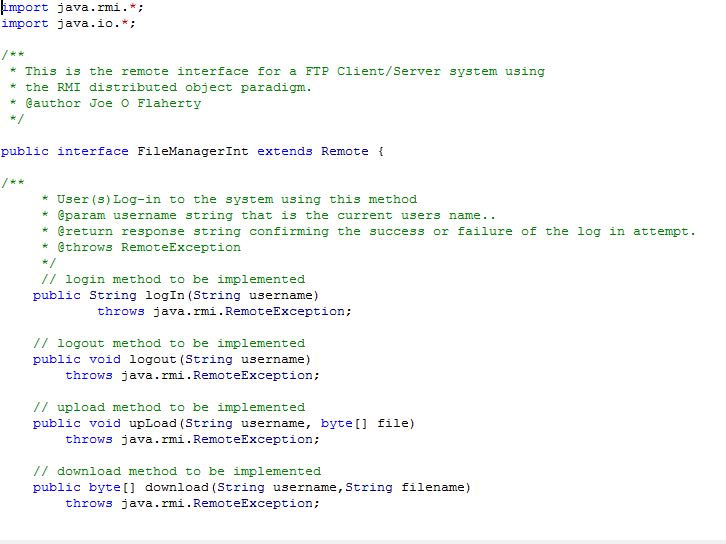 import java.rmi.*;
import java.io.*;
/**
* This is the remote interface for a FTP Client/Server system using
* the RMI distributed object paradigm.
* @author Joe O Flaherty
*/
public interface FileManagerInt extends Remote {
/**
* User(s)Log-in to the system using this method
* @param username string that is the current users name..
* @return response string confirming the success or failure of the log in attempt.
* @throws RemoteException
*/
// login method to be implemented
public String logIn(String username)
throws java.rmi.RemoteException;
// logout method to be implemented
public void logout(String username)
throws java.rmi.RemoteException;
// upload method to be implemented
public void upLoad(String username, byte[] file)
throws java.rmi.RemoteException;
// download method to be implemented
public byte[] download(String username,String filename)
throws java.rmi.RemoteException;